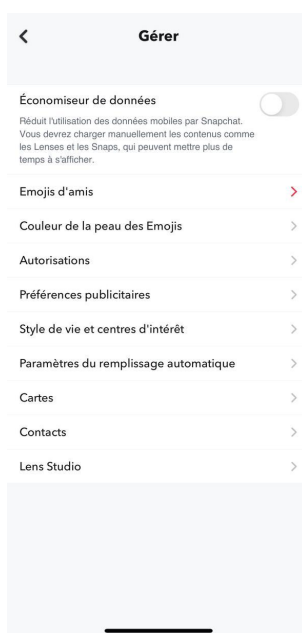 Gérer
Économiseur de données
Réduit l'utilisation des données mobiles par Snapchat.
Vous devrez charger manuellement les contenus comme
les Lenses et les Snaps, qui peuvent mettre plus de
temps à s'afficher.
Emojis d'amis
Couleur de la peau des Emojis
Autorisations
Préférences publicitaires
Style de vie et centres d'intérêt
Paramètres du remplissage automatique
Cartes
Contacts
Lens Studio